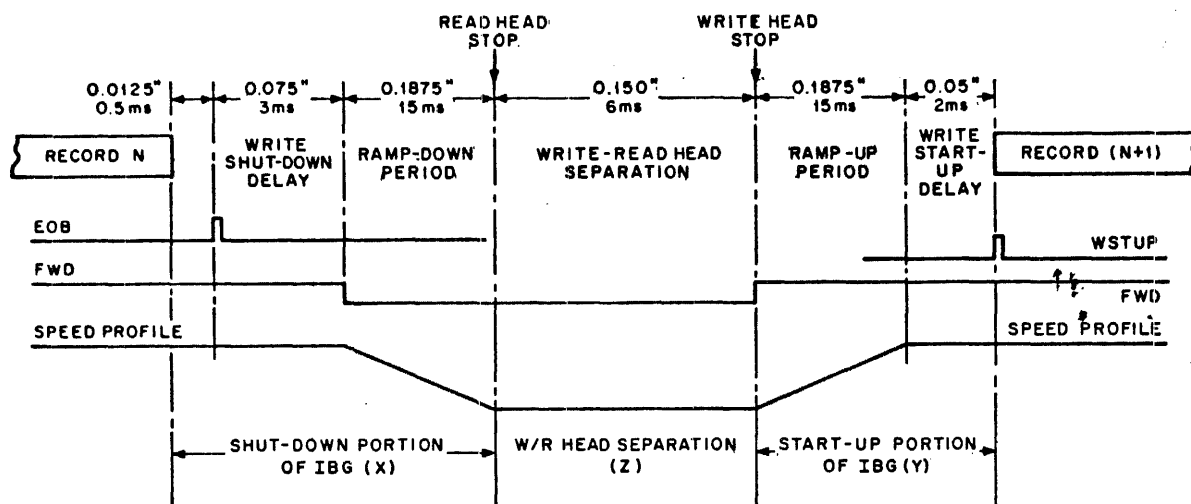 READ HEAD STOP
WRITE HEAD STOP
0.0125" 0.5ms
0.075" 3ms
0.1875" 15ms
0.150" 6ms
0.1875" 15ms
0.05" 2ms
RECORD N
WRITE SHUT-DOWN DELAY
RAMP-DOWN PERIOD
WRITE-READ HEAD SEPARATION
RAMP-UP PERIOD
WRITE START-UP DELAY
RECORD (N+1)
EOB
WSTUP
FWD
FWD
SPEED PROFILE
SPEED PROFILE
SHUT-DOWN PORTION OF IBG (X)
W/R HEAD SEPARATION (Z)
START-UP PORTION OF IBG (Y)